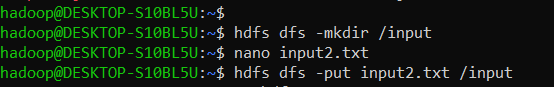 hadoop@DESKTOP-S10BL5U:~$
hadoop@DESKTOP-S10BL5U:~$ hdfs dfs -mkdir /input
hadoop@DESKTOP-S10BL5U:~$ nano input2.txt
hadoop@DESKTOP-S10BL5U:~$ hdfs dfs -put input2.txt /input